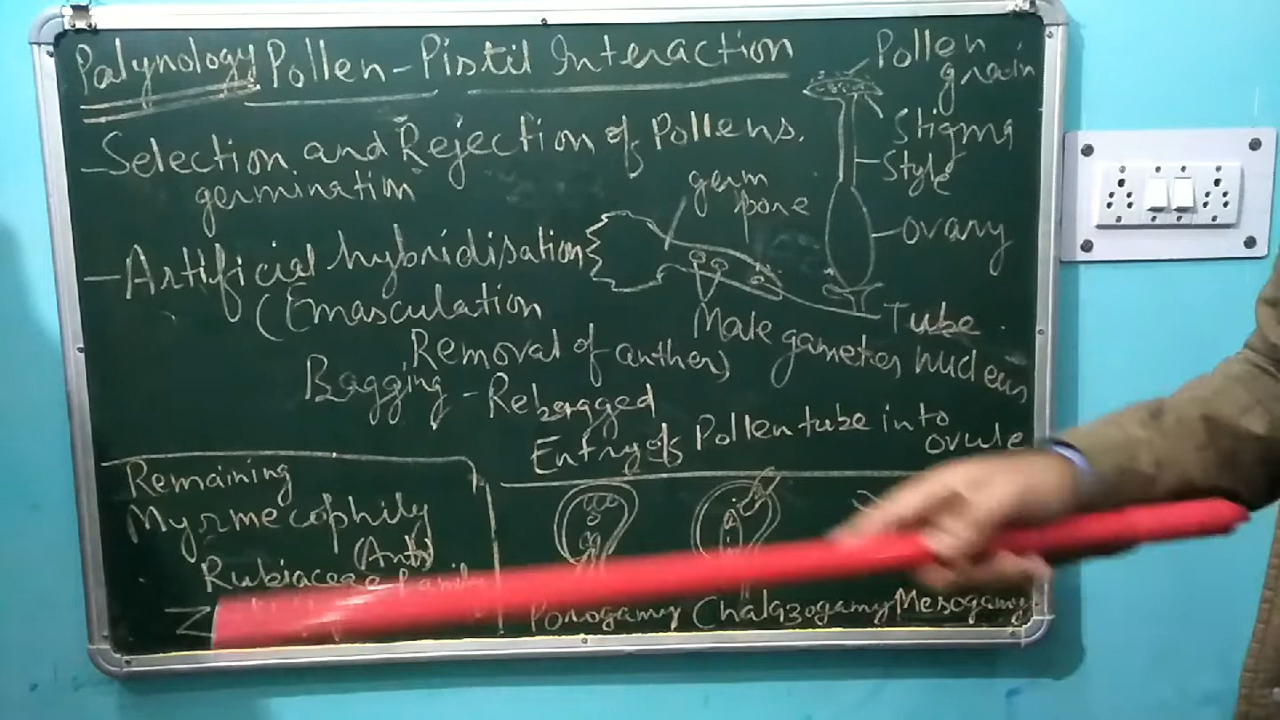 Palynology Pollen-Pistil Interaction
- Selection and Rejection of Pollens.
germination
- Artificial hybridisation
(Emasculation
Removal of anthers)
Bagging - Rebagged
Pollen
grain
Stigma
Style
ovary
germ
pore
Tube
Male gametes nucleus
Entry of Pollen tube into
ovule
Remaining
Myrmecophily
(Ants)
Rubiaceae Family
Porogamy Chalazogamy Mesogamy